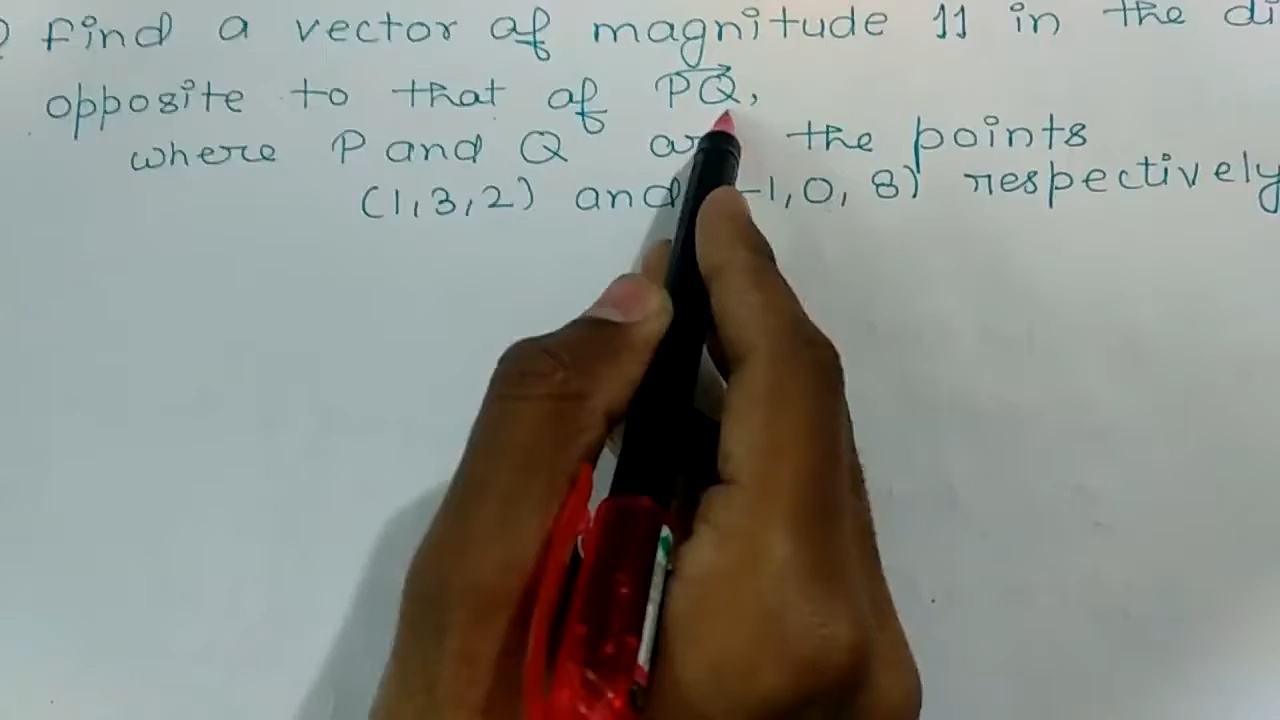 Find a vector of magnitude 11 in the di
opposite to that of PQ,
where P and Q the points
(1,3,2) and -1,0,8) respectively